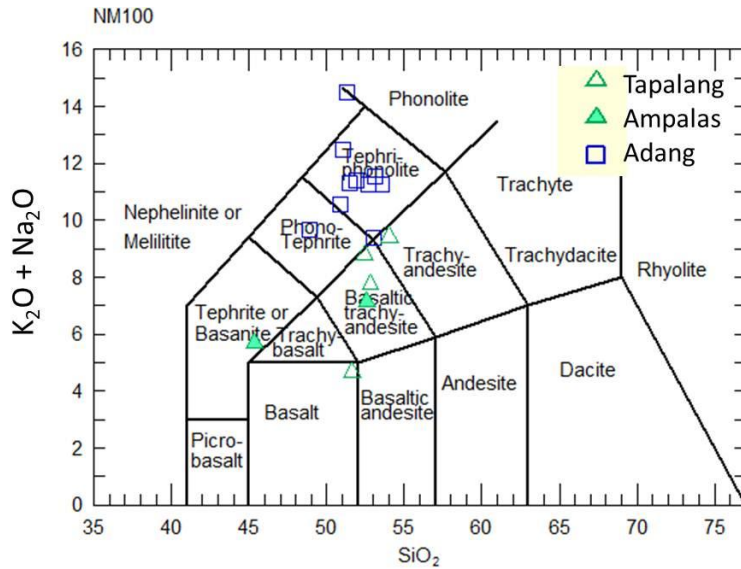 NM100
16
14
12
10
8
6
4
2
0
K₂O + Na₂O
35
40
45
50
55
60
65
70
75
SiO₂
Tapalang
Ampalas
Adang
Phonolite
Tephri-
phonolite
Trachyte
Nephelinite or
Melilitite
Phono-
Tephrite
Trachy-
andesite
Trachydacite
Rhyolite
Tephrite or
Basanite
Trachy-
basalt
Basaltic
trachy-
andesite
Basalt
Basaltic
andesite
Andesite
Dacite
Picro-
basalt